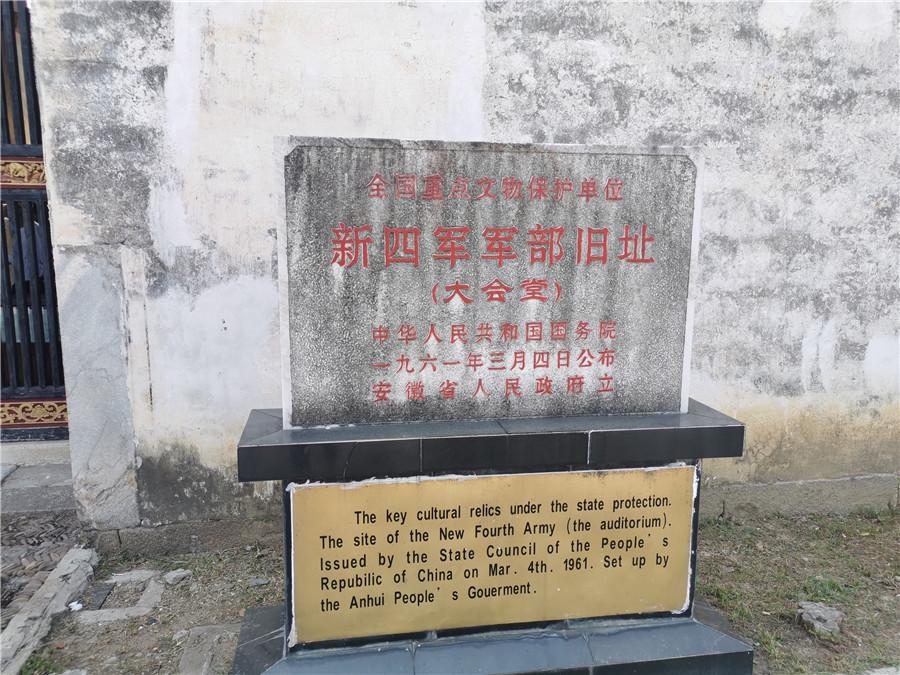 全国重点文物保护单位
新四军军部旧址
(大会堂)
中华人民共和国国务院
一九六一年三月四日公布
安徽省人民政府立
The key cultural relics under the state protection.
The site of the New Fourth Army (the auditorium).
Issued by the State Council of the People's
Republic of China on Mar. 4th. 1961. Set up by
the Anhui People's Gouerment.